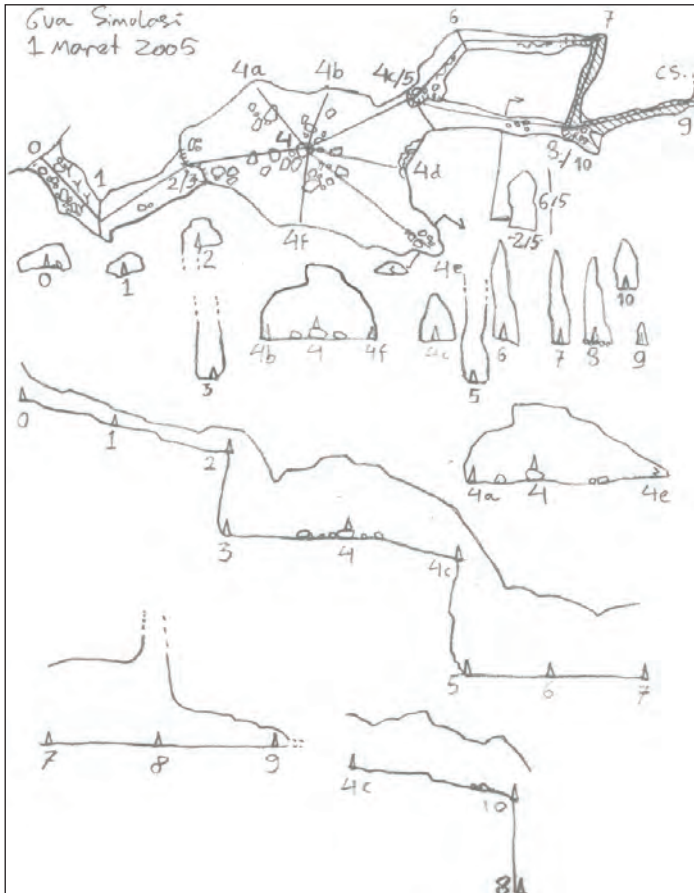 Gua Simulasi
1 Maret 2005
6 7
4a 4b 4c/5
CS.
9
0 4
1 2/3 8/10
4d
6,5
4f -2,5
4e
0 1 2 10
4b 4 4f 4c 6 7 8 9
3 5
0 1 2
4a 4 4e
3 4 4c
5 6 7
7 8 9
4c 10
8